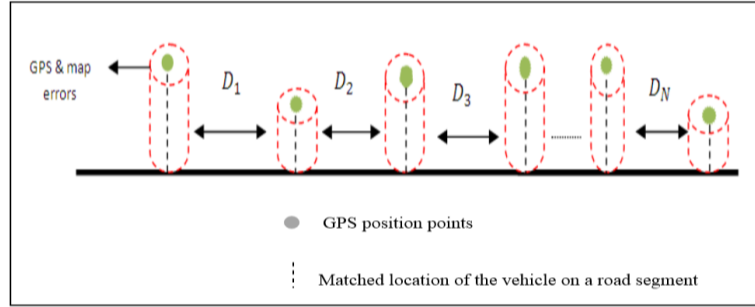 GPS & map
errors
D1
D2
D3
DN
GPS position points
Matched location of the vehicle on a road segment